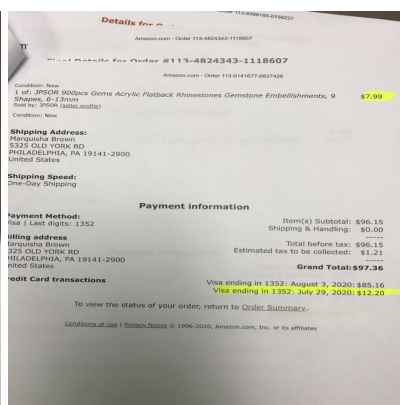 113-9398185-0156227
Details for
Amazon.com - Order 113-4824343-1118607
Final Details for Order #113-4824343-1118607
Amazon.com - Order 113-0141677-6827426
Condition: New
1 of: JPSOR 900pcs Gems Acrylic Flatback Rhinestones Gemstone Embellishments, 9 $7.99
Shapes, 6-13mm
Sold by: JPSOR (seller profile)
Condition: New
Shipping Address:
Marquisha Brown
5325 OLD YORK RD
PHILADELPHIA, PA 19141-2900
United States
Shipping Speed:
One-Day Shipping
Payment information
Payment Method:
Visa | Last digits: 1352
Item(s) Subtotal: $96.15
Shipping & Handling: $0.00
-----
Billing address
Marquisha Brown
5325 OLD YORK RD
PHILADELPHIA, PA 19141-2900
United States
Total before tax: $96.15
Estimated tax to be collected: $1.21
-----
Grand Total:$97.36
Credit Card transactions
Visa ending in 1352: August 3, 2020: $85.16
Visa ending in 1352: July 29, 2020: $12.20
To view the status of your order, return to Order Summary.
Conditions of Use | Privacy Notice © 1996-2020, Amazon.com, Inc. or its affiliates